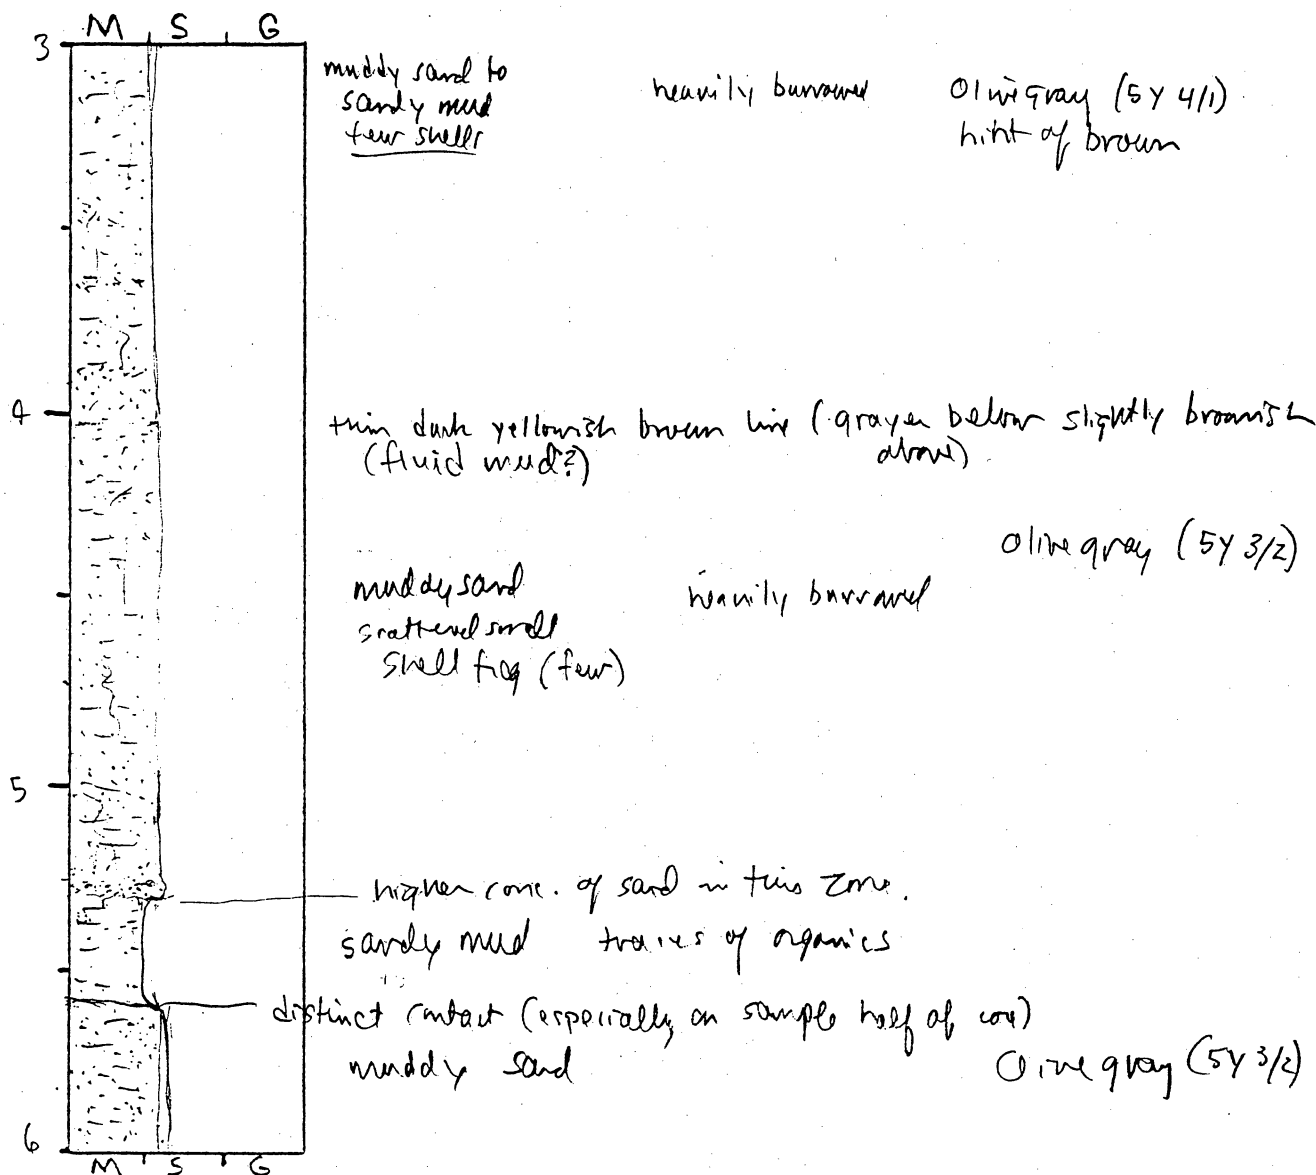 M S G
3
muddy sand to heavily burrowed Olive gray (5Y 4/1)
sandy mud hint of brown
few shells
4
thin dark yellowish brown line (grayer below slightly brownish
(fluid mud?) above)
Olive gray (5Y 3/2)
muddy sand heavily burrowed
scattered small
shell frag (few)
5
higher conc. of sand in this zone.
sandy mud traces of organics
distinct contact (especially on sample half of core)
muddy sand Olive gray (5Y 3/2)
6
M S G